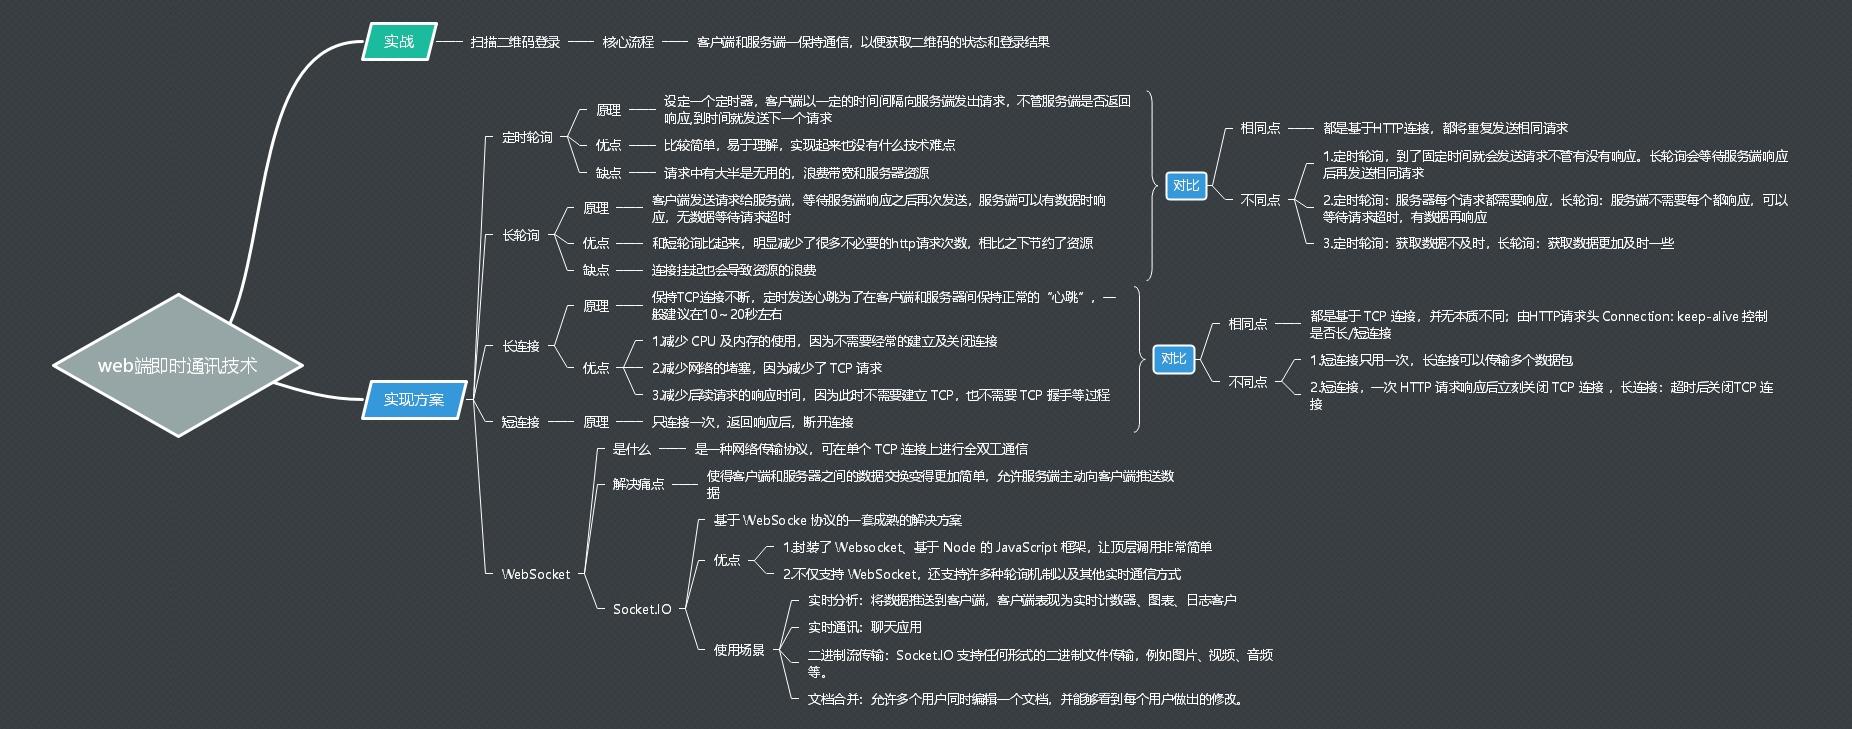 web端即时通讯技术
实战
扫描二维码登录
核心流程
客户端和服务端一保持通信，以便获取二维码的状态和登录结果
实现方案
定时轮询
原理
设定一个定时器，客户端以一定的时间间隔向服务端发出请求，不管服务端是否返回
响应,到时间就发送下一个请求
优点
比较简单，易于理解，实现起来也没有什么技术难点
缺点
请求中有大半是无用的，浪费带宽和服务器资源
长轮询
原理
客户端发送请求给服务端，等待服务端响应之后再次发送，服务端可以有数据时响
应，无数据等待请求超时
优点
和短轮询比起来，明显减少了很多不必要的http请求次数，相比之下节约了资源
缺点
连接挂起也会导致资源的浪费
对比
相同点
都是基于HTTP连接，都将重复发送相同请求
不同点
1.定时轮询，到了固定时间就会发送请求不管有没有响应。长轮询会等待服务端响应
后再发送相同请求
2.定时轮询：服务器每个请求都需要响应，长轮询：服务端不需要每个都响应，可以
等待请求超时，有数据再响应
3.定时轮询：获取数据不及时，长轮询：获取数据更加及时一些
长连接
原理
保持TCP连接不断，定时发送心跳为了在客户端和服务器间保持正常的“心跳”，一
般建议在10～20秒左右
优点
1.减少 CPU 及内存的使用，因为不需要经常的建立及关闭连接
2.减少网络的堵塞，因为减少了 TCP 请求
3.减少后续请求的响应时间，因为此时不需要建立 TCP，也不需要 TCP 握手等过程
短连接
原理
只连接一次，返回响应后，断开连接
对比
相同点
都是基于 TCP 连接，并无本质不同；由HTTP请求头 Connection: keep-alive 控制
是否长/短连接
不同点
1.短连接只用一次，长连接可以传输多个数据包
2.短连接，一次 HTTP 请求响应后立刻关闭 TCP 连接 ，长连接：超时后关闭TCP 连
接
WebSocket
是什么
是一种网络传输协议，可在单个 TCP 连接上进行全双工通信
解决痛点
使得客户端和服务器之间的数据交换变得更加简单，允许服务端主动向客户端推送数
据
Socket.IO
基于 WebSocke 协议的一套成熟的解决方案
优点
1.封装了 Websocket、基于 Node 的 JavaScript 框架，让顶层调用非常简单
2.不仅支持 WebSocket，还支持许多种轮询机制以及其他实时通信方式
使用场景
实时分析：将数据推送到客户端，客户端表现为实时计数器、图表、日志客户
实时通讯：聊天应用
二进制流传输：Socket.IO 支持任何形式的二进制文件传输，例如图片、视频、音频
等。
文档合并：允许多个用户同时编辑一个文档，并能够看到每个用户做出的修改。